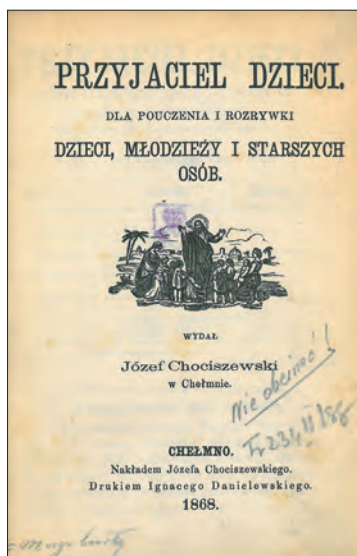 PRZYJACIEL DZIECI.
DLA POUCZENIA I ROZRYWKI
DZIECI, MŁODZIEŻY I STARSZYCH
OSÓB.
WYDAŁ
Józef Chociszewski
w Chełmnie.
Nie obcinać!
CHEŁMNO.
Nakładem Józefa Chociszewskiego.
Drukiem Ignacego Danielewskiego.
1868.